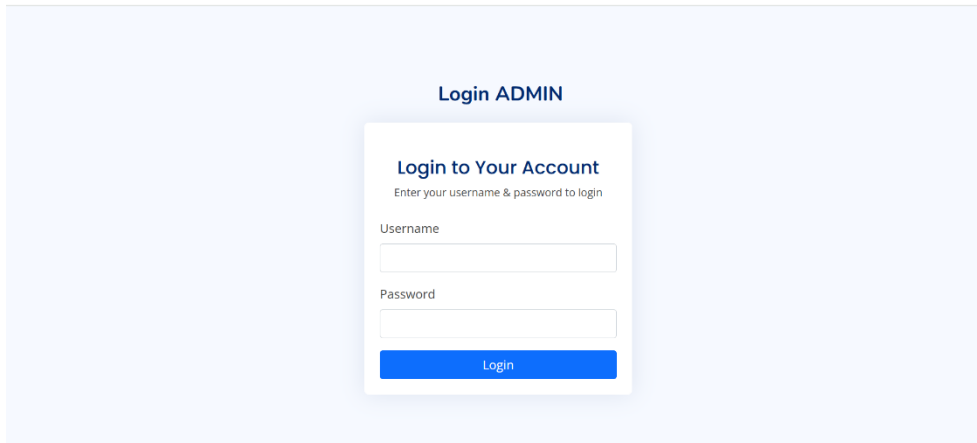 Login ADMIN
Login to Your Account
Enter your username & password to login
Username
Password
Login